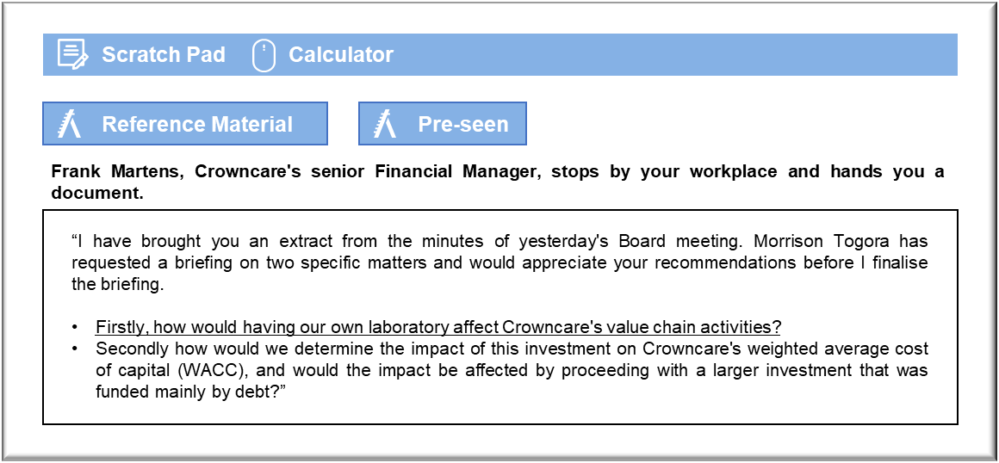 Scratch Pad Calculator
Reference Material Pre-seen
Frank Martens, Crowncare's senior Financial Manager, stops by your workplace and hands you a
document.
“I have brought you an extract from the minutes of yesterday's Board meeting. Morrison Togora has
requested a briefing on two specific matters and would appreciate your recommendations before I finalise
the briefing.
• Firstly, how would having our own laboratory affect Crowncare's value chain activities?
• Secondly how would we determine the impact of this investment on Crowncare's weighted average cost
of capital (WACC), and would the impact be affected by proceeding with a larger investment that was
funded mainly by debt?”